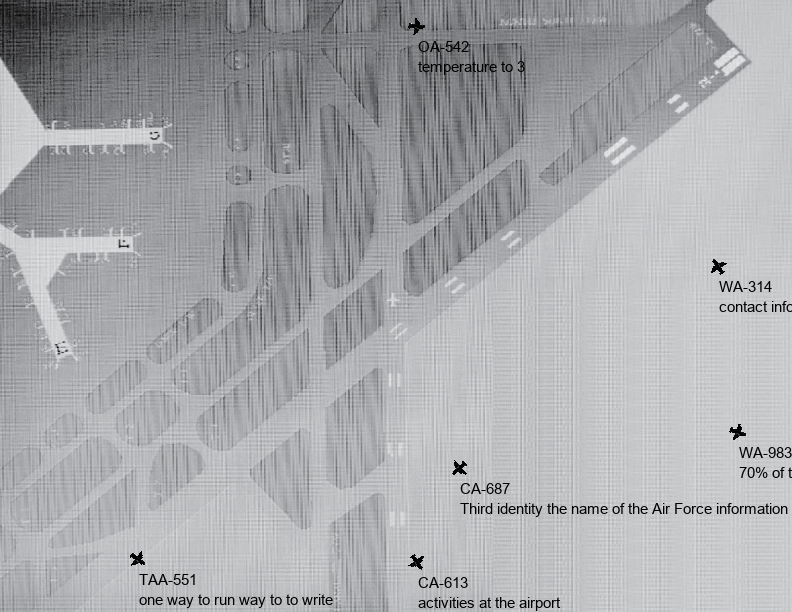 OA-542
temperature to 3
G
F
WA-314
contact info
WA-983
70% of t
CA-687
Third identity the name of the Air Force information
TAA-551
one way to run way to to write
CA-613
activities at the airport